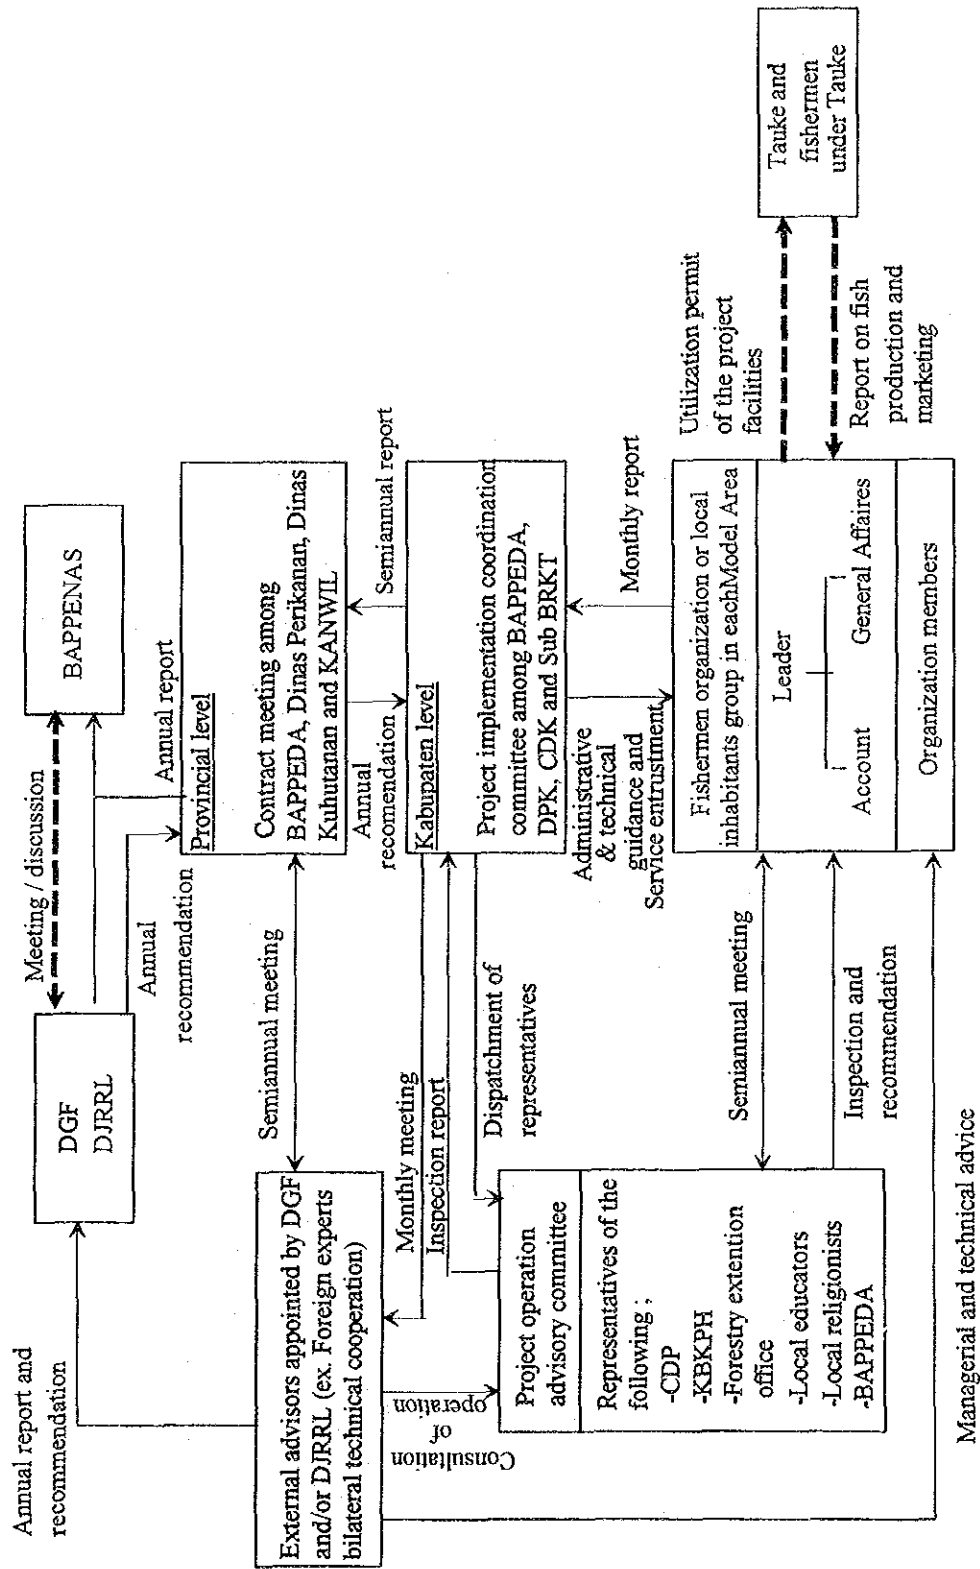 Annual report and
recommendation
DGF
DJRRL
Meeting / discussion
BAPPENAS
Annual
recommendation
Annual report
External advisors appointed by DGF
and/or DJRRL (ex. Foreign experts
bilateral technical cooperation)
Semiannual meeting
Provincial level
Contract meeting among
BAPPEDA, Dinas Perikanan, Dinas
Kuhutanan and KANWIL
Annual
recomendation
Semiannual report
Monthly meeting
Inspection report
Kabupaten level
Project implementation coordination
committee among BAPPEDA,
DPK, CDK and Sub BRKT
Consultation
of
operation
Dispatchment of
representatives
Administrative
& technical
guidance and
Service entrustment
Monthly report
Project operation
advisory committee
Representatives of the
following ;
-CDP
-KBKPH
-Forestry extention
office
-Local educators
-Local religionists
-BAPPEDA
Semiannual meeting
Inspection and
recommendation
Fishermen organization or local
inhabitants group in eachModel Area
Leader
Account
General Affaires
Organization members
Utilization permit
of the project
facilities
Report on fish
production and
marketing
Tauke and
fishermen
under Tauke
Managerial and technical advice